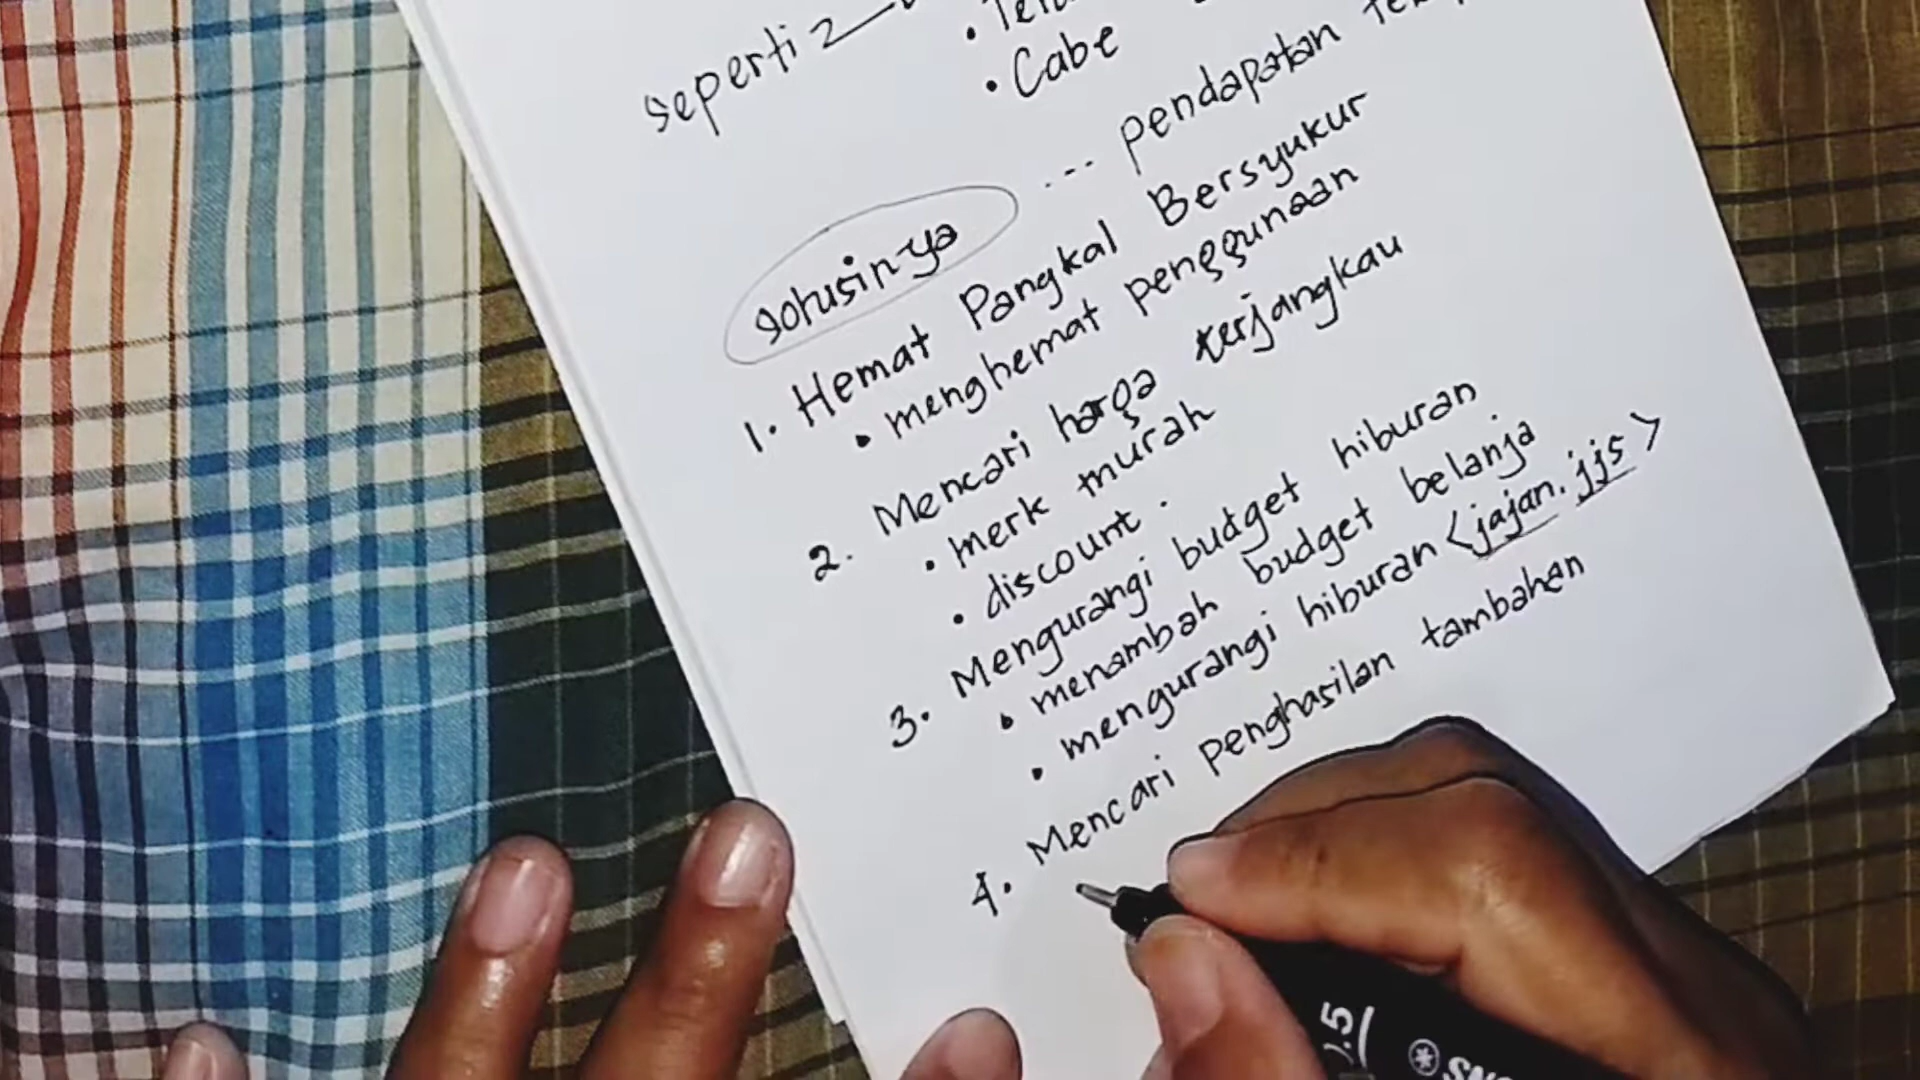 seperti2
• Cabe
solusinya ... pendapatan
1. Hemat Pangkal Bersyukur
• menghemat penggunaan
2. Mencari harga terjangkau
• merk murah
• discount.
3. Mengurangi budget hiburan
• menambah budget belanja
• mengurangi hiburan <jajan. jjs>
4. Mencari penghasilan tambahan